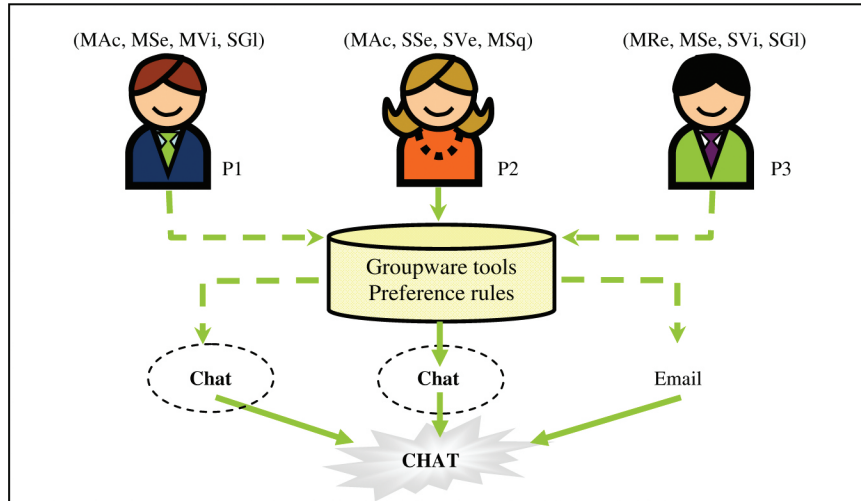 (MAc, MSe, MVi, SGl)
(MAc, SSe, SVe, MSq)
(MRe, MSe, SVi, SGl)
P1
P2
P3
Groupware tools
Preference rules
Chat
Chat
Email
CHAT